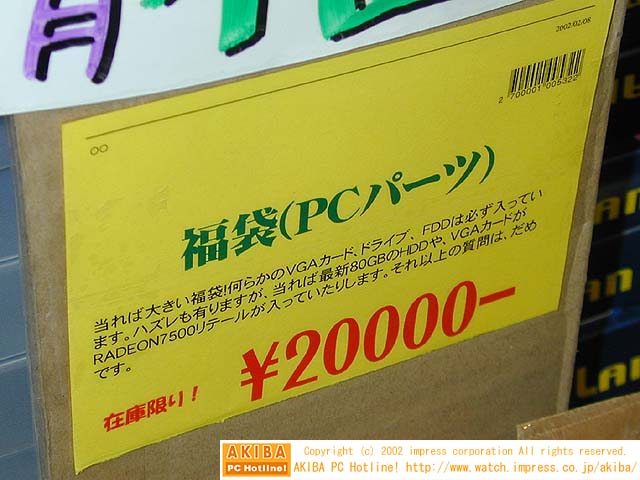 2002/02/08
2 700001 005322
○○
福袋(PCパーツ)
当れば大きい福袋!何らかのVGAカード、ドライブ、FDDは必ず入ってい
ます。ハズレも有りますが、当れば最新80GBのHDDや、VGAカードが
RADEON7500リテールが入っていたりします。それ以上の質問は、だめ
です。
在庫限り!
¥20000ー
LAN
AKIBA
PC Hotline!
Copyright (c) 2002 impress corporation All rights reserved.
AKIBA PC Hotline! http://www.watch.impress.co.jp/akiba/